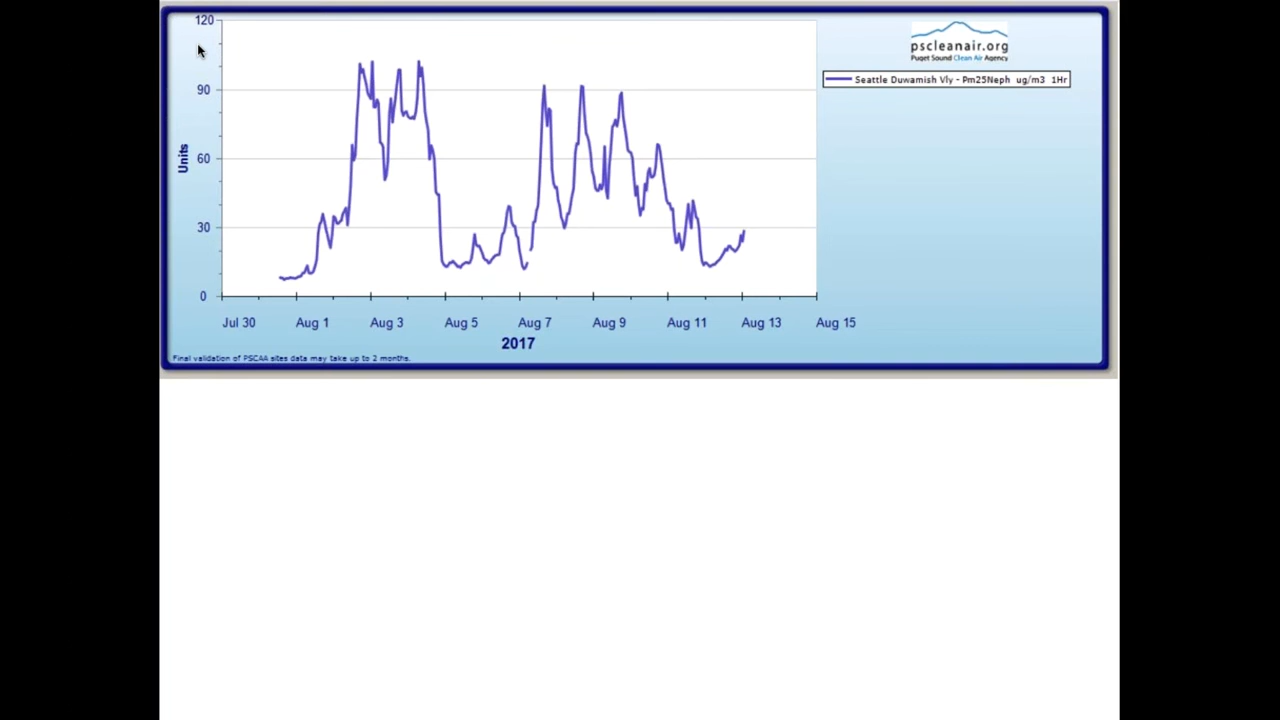 120
pscleanair.org
Puget Sound Clean Air Agency
Seattle Duwamish Vly - Pm25Neph ug/m3 1Hr
90
Units
60
30
0
Jul 30 Aug 1 Aug 3 Aug 5 Aug 7 Aug 9 Aug 11 Aug 13 Aug 15
2017
Final validation of PSCAA sites data may take up to 2 months.